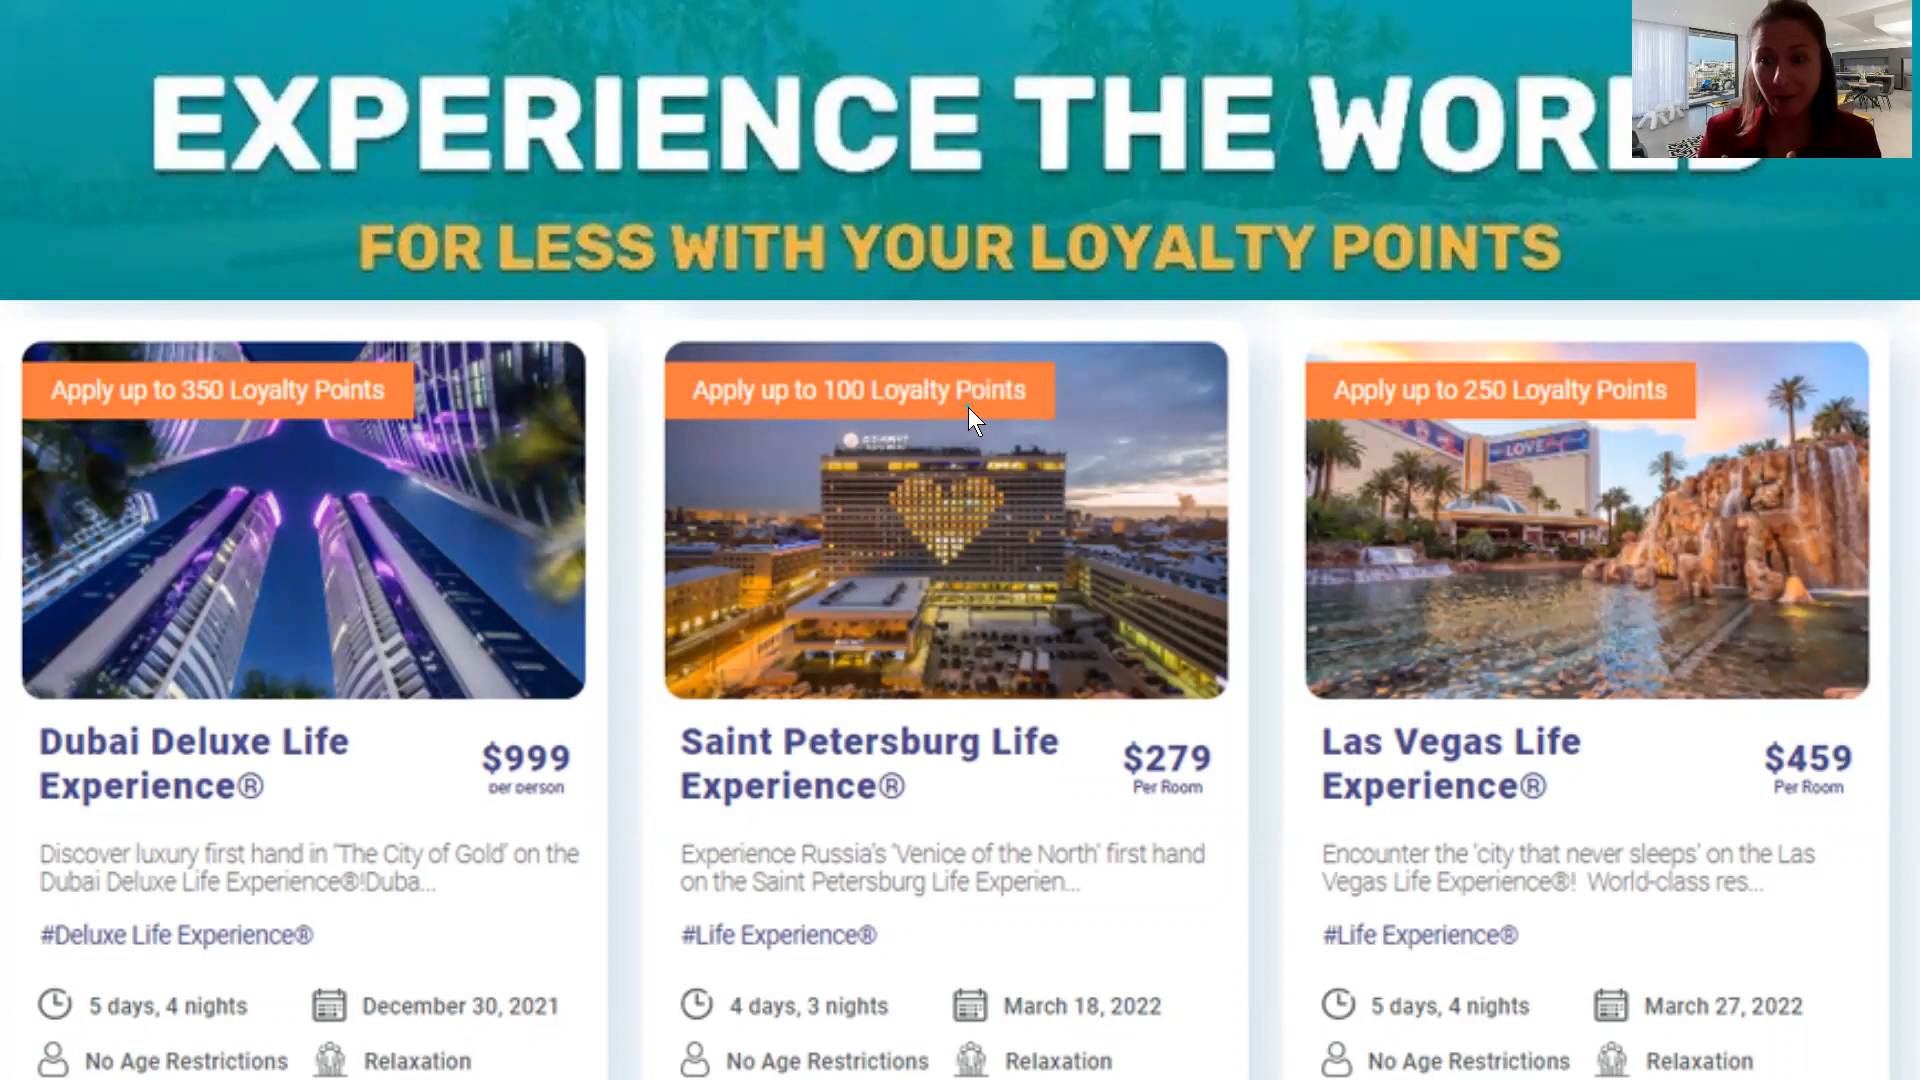 EXPERIENCE THE WORLD
FOR LESS WITH YOUR LOYALTY POINTS
Apply up to 350 Loyalty Points
Apply up to 100 Loyalty Points
Apply up to 250 Loyalty Points
LOVE
Dubai Deluxe Life
Experience®
$999
per person
Saint Petersburg Life
Experience®
$279
Per Room
Las Vegas Life
Experience®
$459
Per Room
Discover luxury first hand in 'The City of Gold' on the
Dubai Deluxe Life Experience®!Duba...
Experience Russia's 'Venice of the North' first hand
on the Saint Petersburg Life Experien...
Encounter the 'city that never sleeps' on the Las
Vegas Life Experience®! World-class res...
#Deluxe Life Experience®
#Life Experience®
#Life Experience®
5 days, 4 nights
December 30, 2021
4 days, 3 nights
March 18, 2022
5 days, 4 nights
March 27, 2022
No Age Restrictions
Relaxation
No Age Restrictions
Relaxation
No Age Restrictions
Relaxation